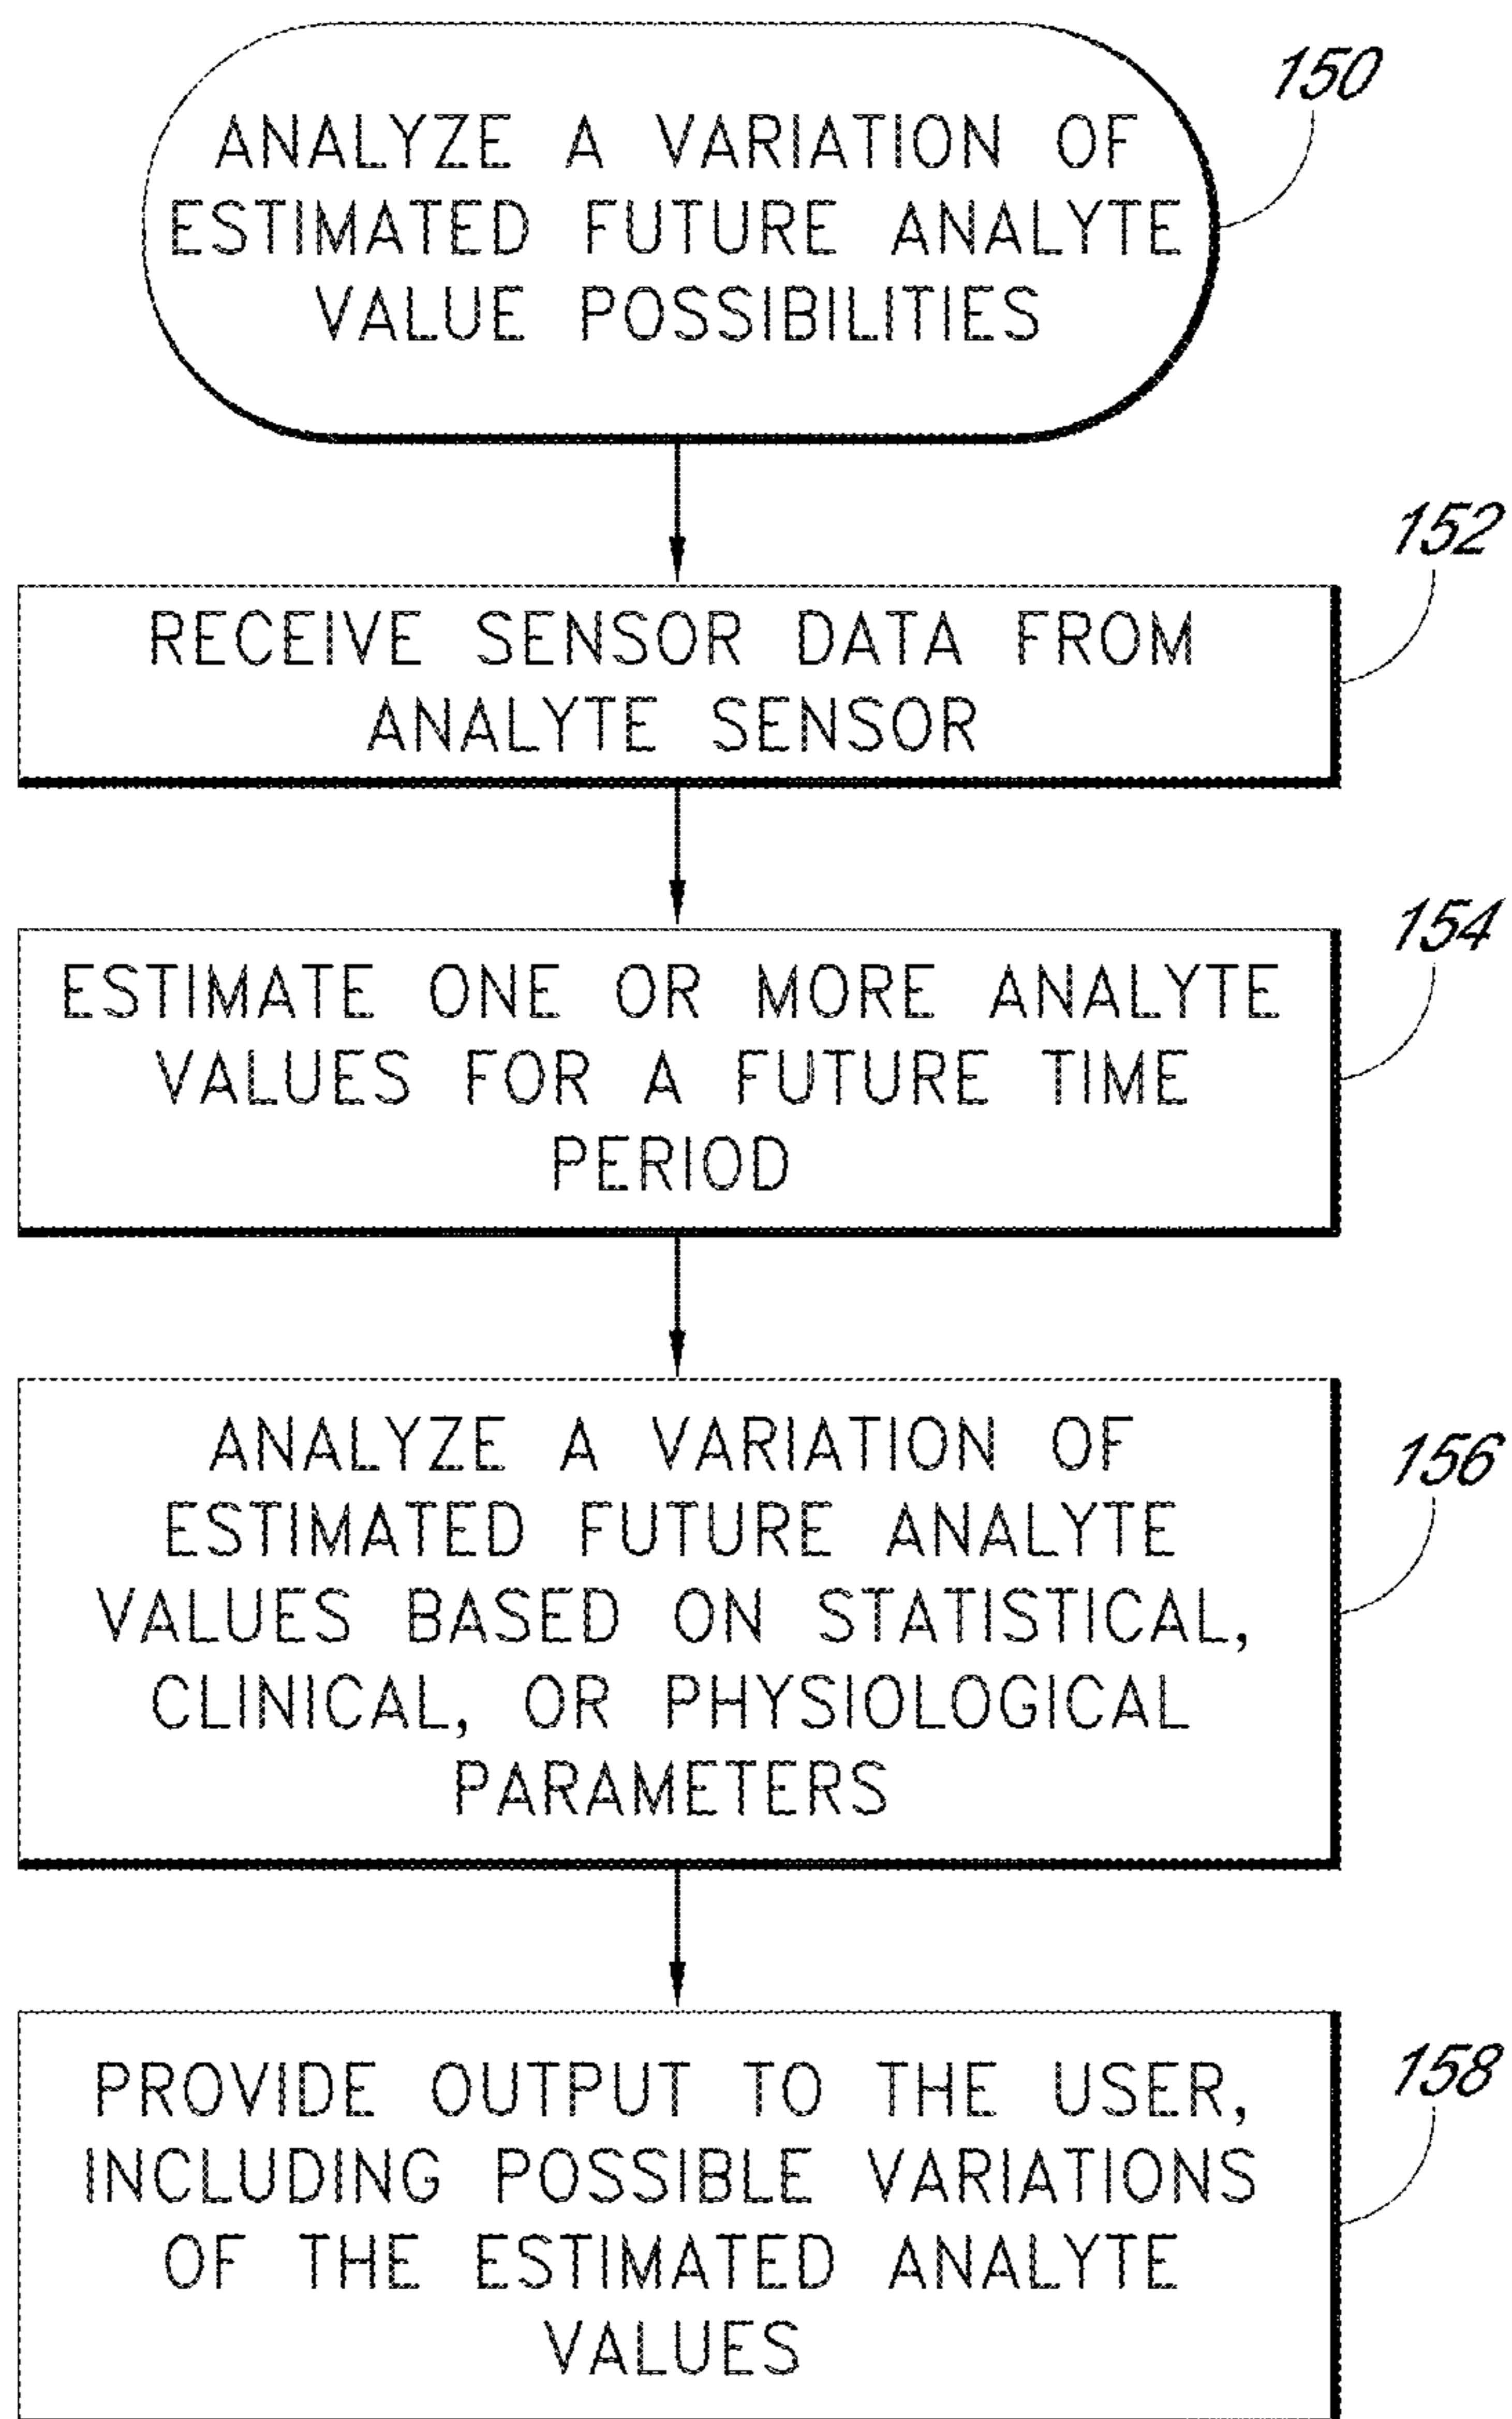 150
ANALYZE A VARIATION OF
ESTIMATED FUTURE ANALYTE
VALUE POSSIBILITIES
152
RECEIVE SENSOR DATA FROM
ANALYTE SENSOR
154
ESTIMATE ONE OR MORE ANALYTE
VALUES FOR A FUTURE TIME
PERIOD
156
ANALYZE A VARIATION OF
ESTIMATED FUTURE ANALYTE
VALUES BASED ON STATISTICAL,
CLINICAL, OR PHYSIOLOGICAL
PARAMETERS
158
PROVIDE OUTPUT TO THE USER,
INCLUDING POSSIBLE VARIATIONS
OF THE ESTIMATED ANALYTE
VALUES